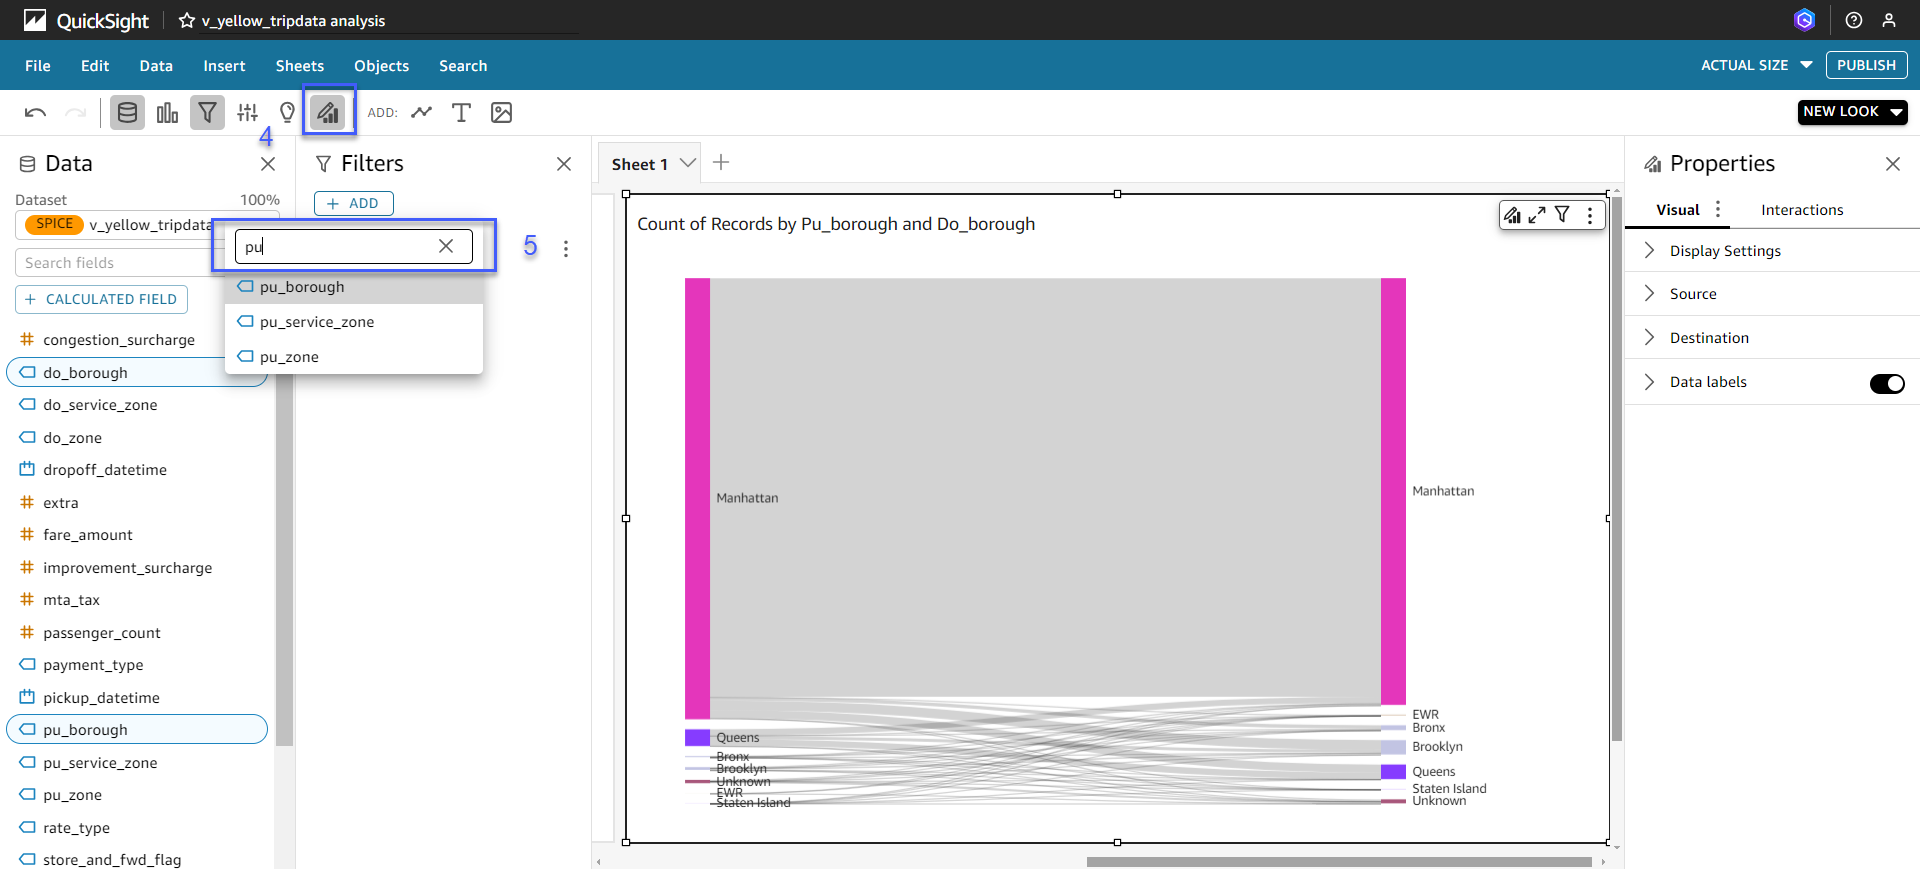 QuickSight
v_yellow_tripdata analysis
File
Edit
Data
Insert
Sheets
Objects
Search
ACTUAL SIZE
PUBLISH
ADD:
NEW LOOK
4
Data
Dataset
100%
SPICE
v_yellow_tripdata
Search fields
+ CALCULATED FIELD
congestion_surcharge
do_borough
do_service_zone
do_zone
dropoff_datetime
extra
fare_amount
improvement_surcharge
mta_tax
passenger_count
payment_type
pickup_datetime
pu_borough
pu_service_zone
pu_zone
rate_type
store_and_fwd_flag
Filters
+ ADD
pu
5
pu_borough
pu_service_zone
pu_zone
Sheet 1
Count of Records by Pu_borough and Do_borough
Manhattan
Queens
Bronx
Brooklyn
Unknown
EWR
Staten Island
Manhattan
EWR
Bronx
Brooklyn
Queens
Staten Island
Unknown
Properties
Visual
Interactions
Display Settings
Source
Destination
Data labels